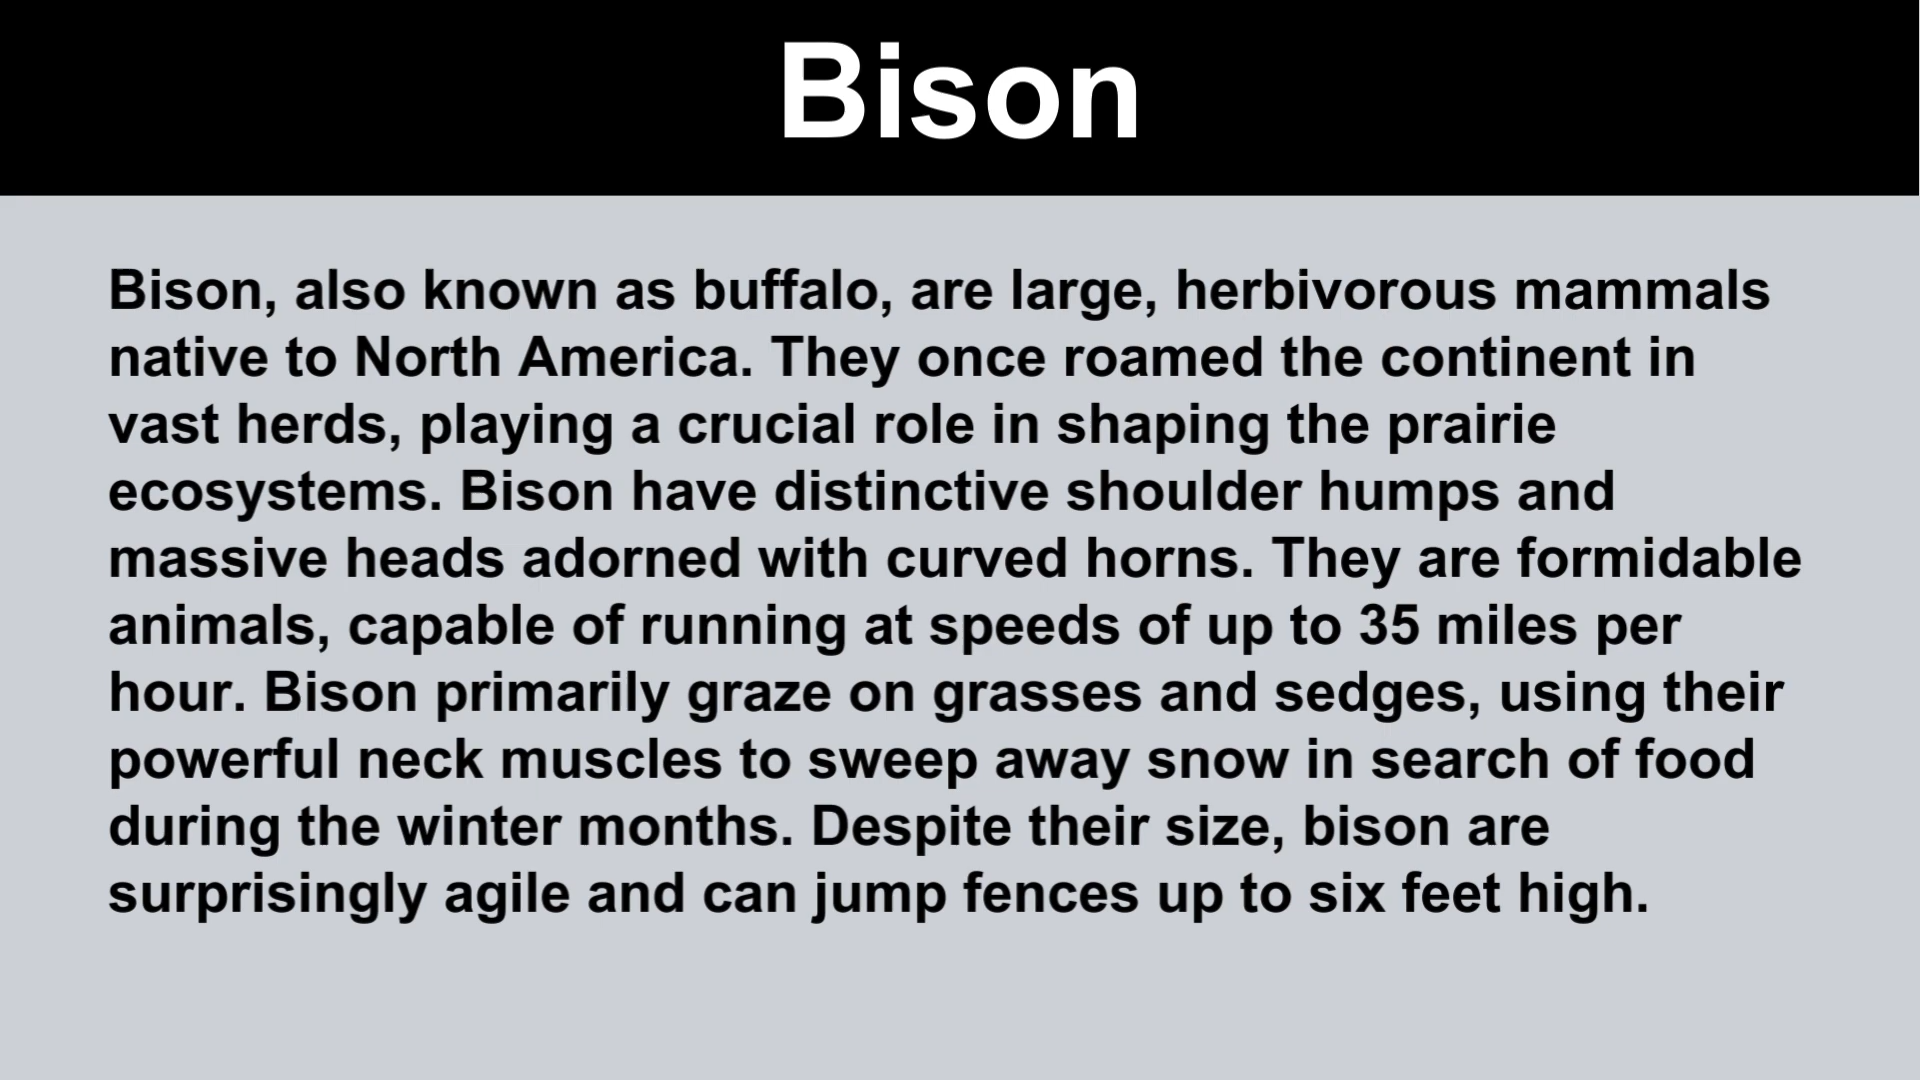 Bison
Bison, also known as buffalo, are large, herbivorous mammals
native to North America. They once roamed the continent in
vast herds, playing a crucial role in shaping the prairie
ecosystems. Bison have distinctive shoulder humps and
massive heads adorned with curved horns. They are formidable
animals, capable of running at speeds of up to 35 miles per
hour. Bison primarily graze on grasses and sedges, using their
powerful neck muscles to sweep away snow in search of food
during the winter months. Despite their size, bison are
surprisingly agile and can jump fences up to six feet high.